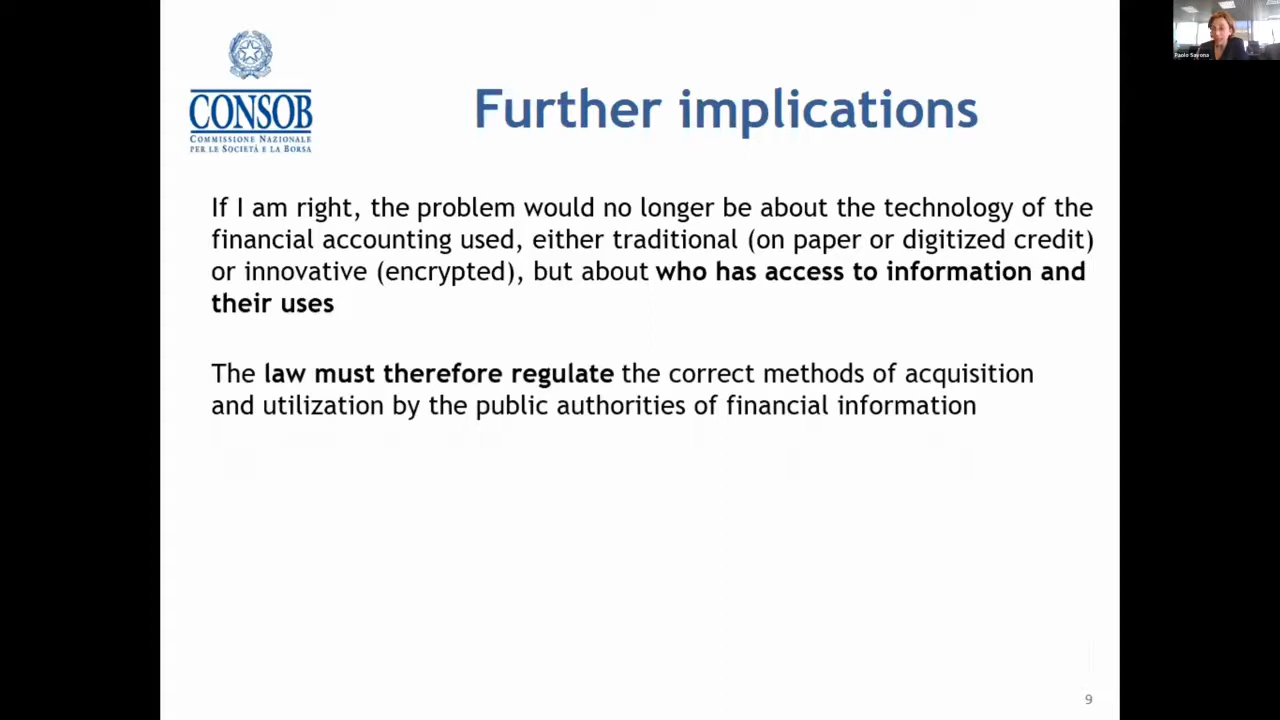 Paolo Savona
CONSOB
COMMISSIONE NAZIONALE
PER LE SOCIETÀ E LA BORSA
Further implications
If I am right, the problem would no longer be about the technology of the
financial accounting used, either traditional (on paper or digitized credit)
or innovative (encrypted), but about who has access to information and
their uses
The law must therefore regulate the correct methods of acquisition
and utilization by the public authorities of financial information
9